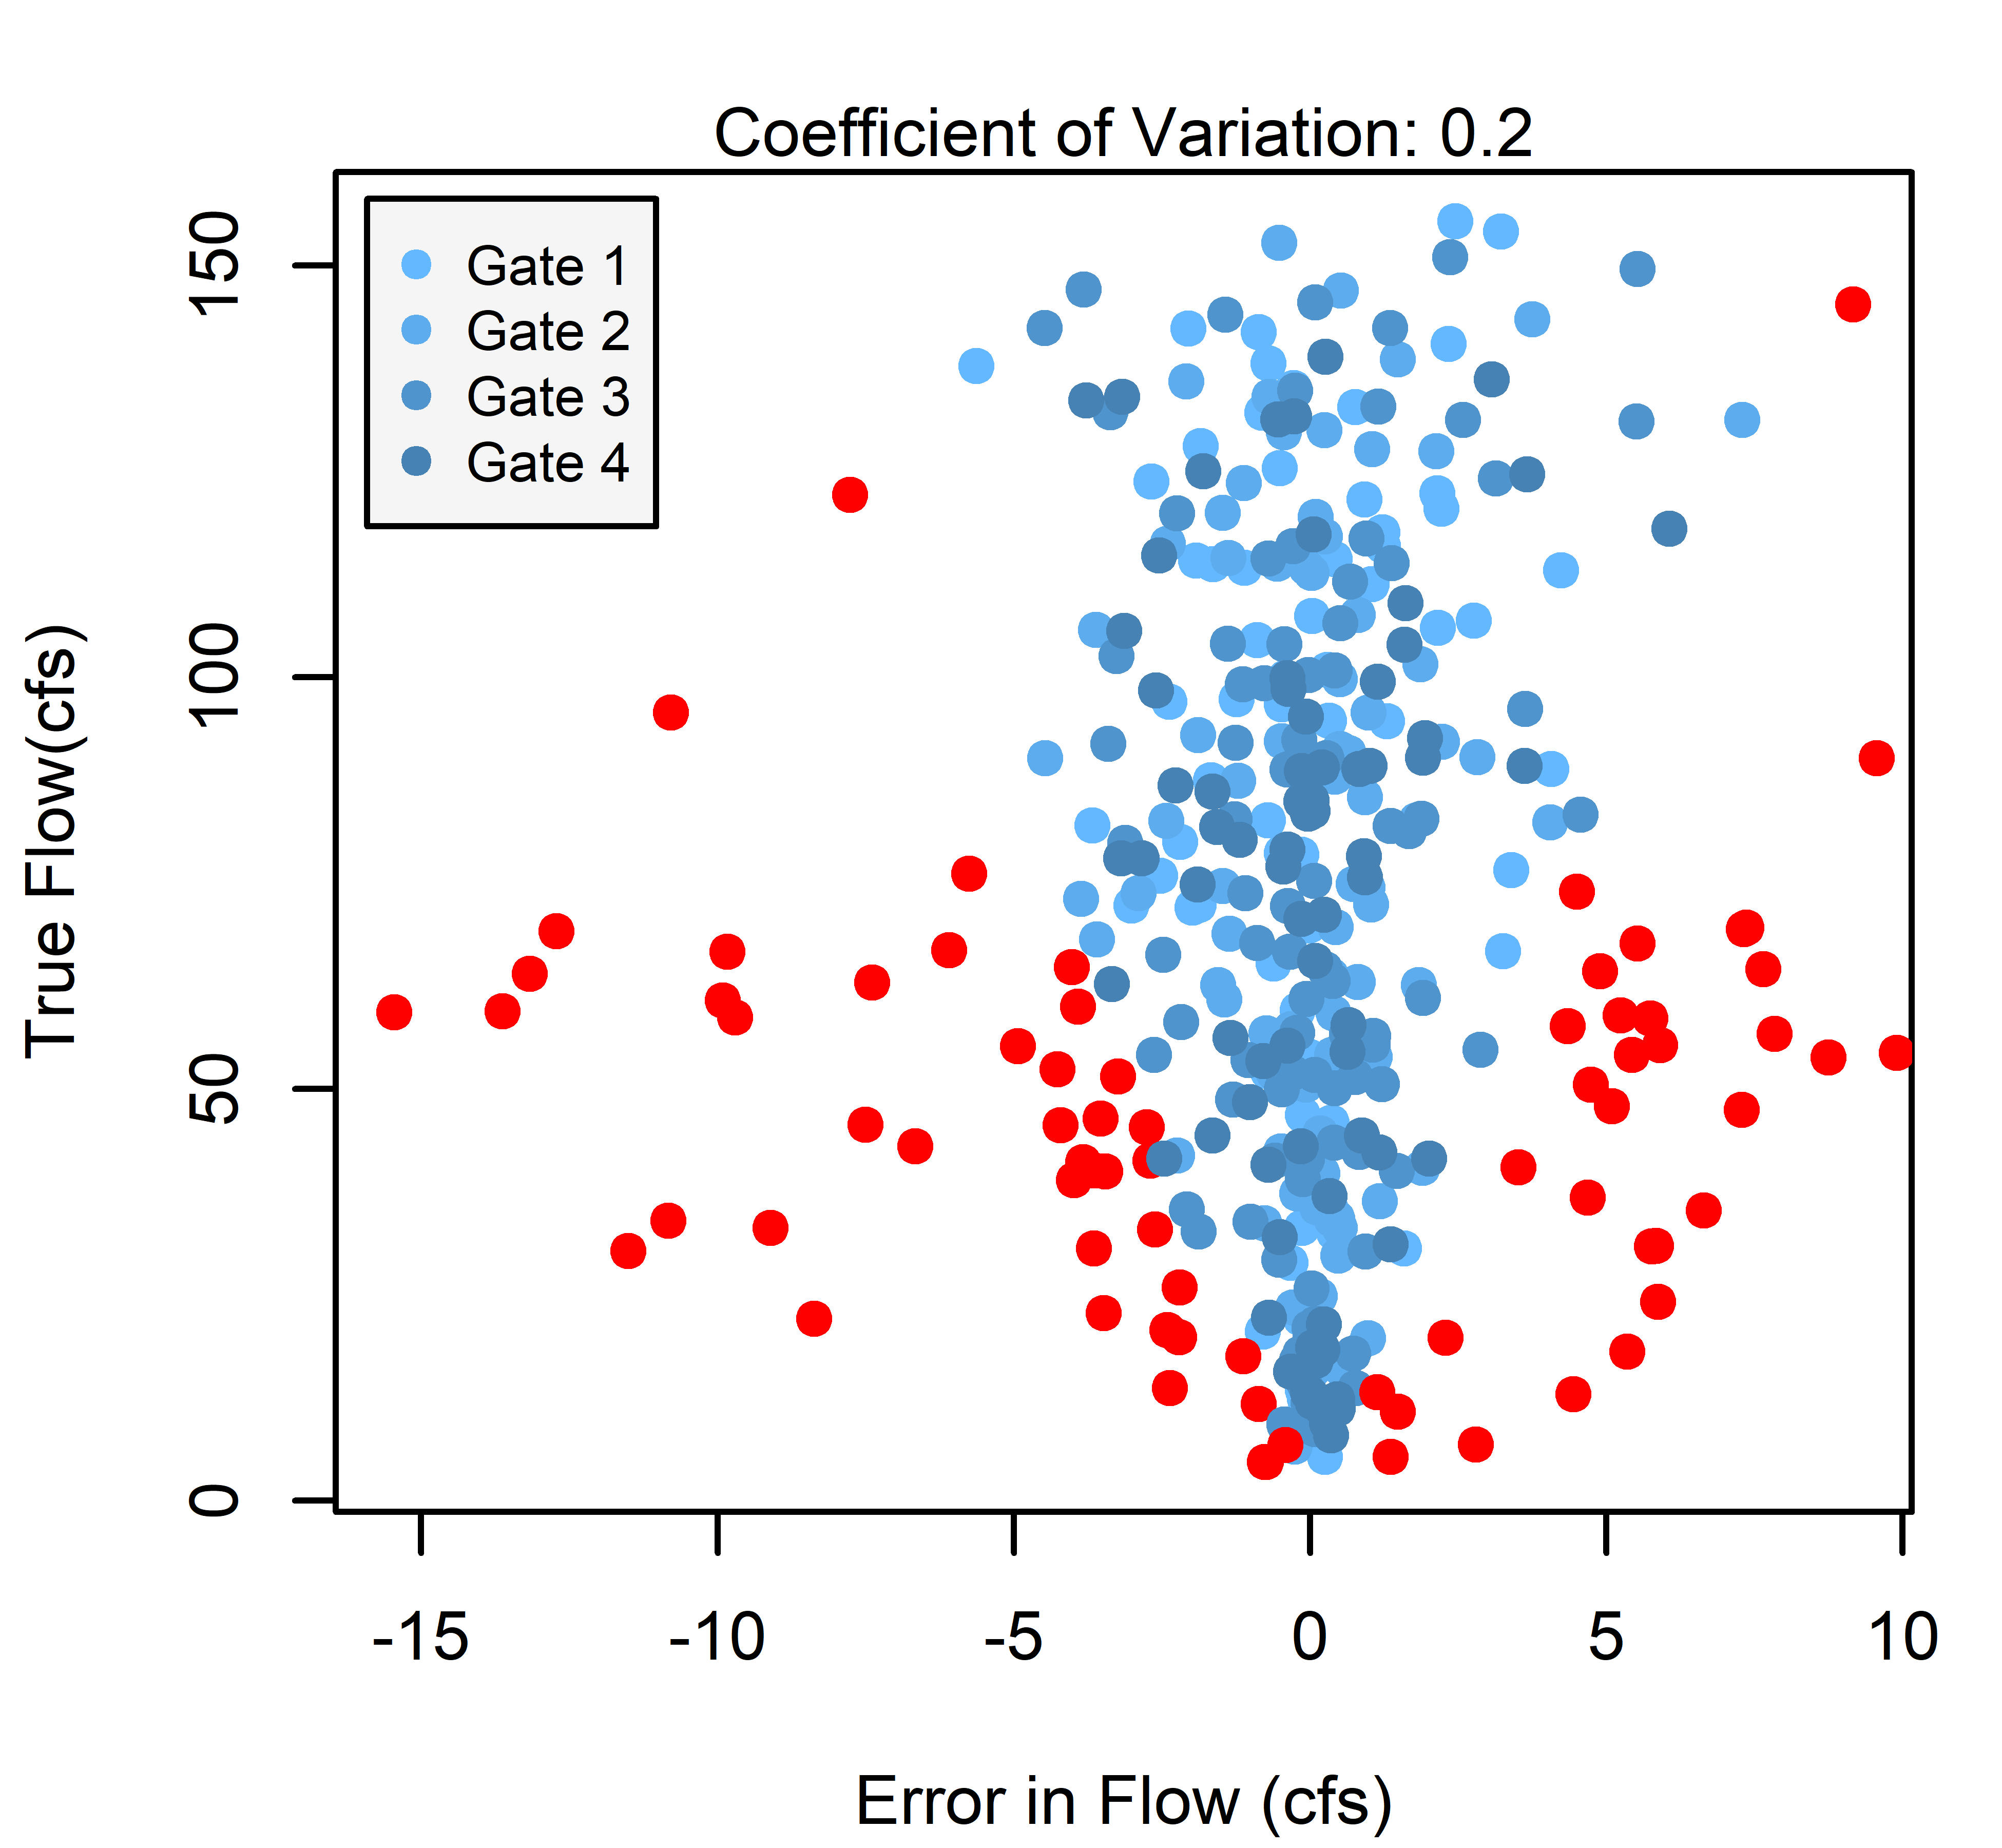 Coefficient of Variation: 0.2
Gate 1
Gate 2
Gate 3
Gate 4
True Flow(cfs)
150
100
50
0
-15 -10 -5 0 5 10
Error in Flow (cfs)